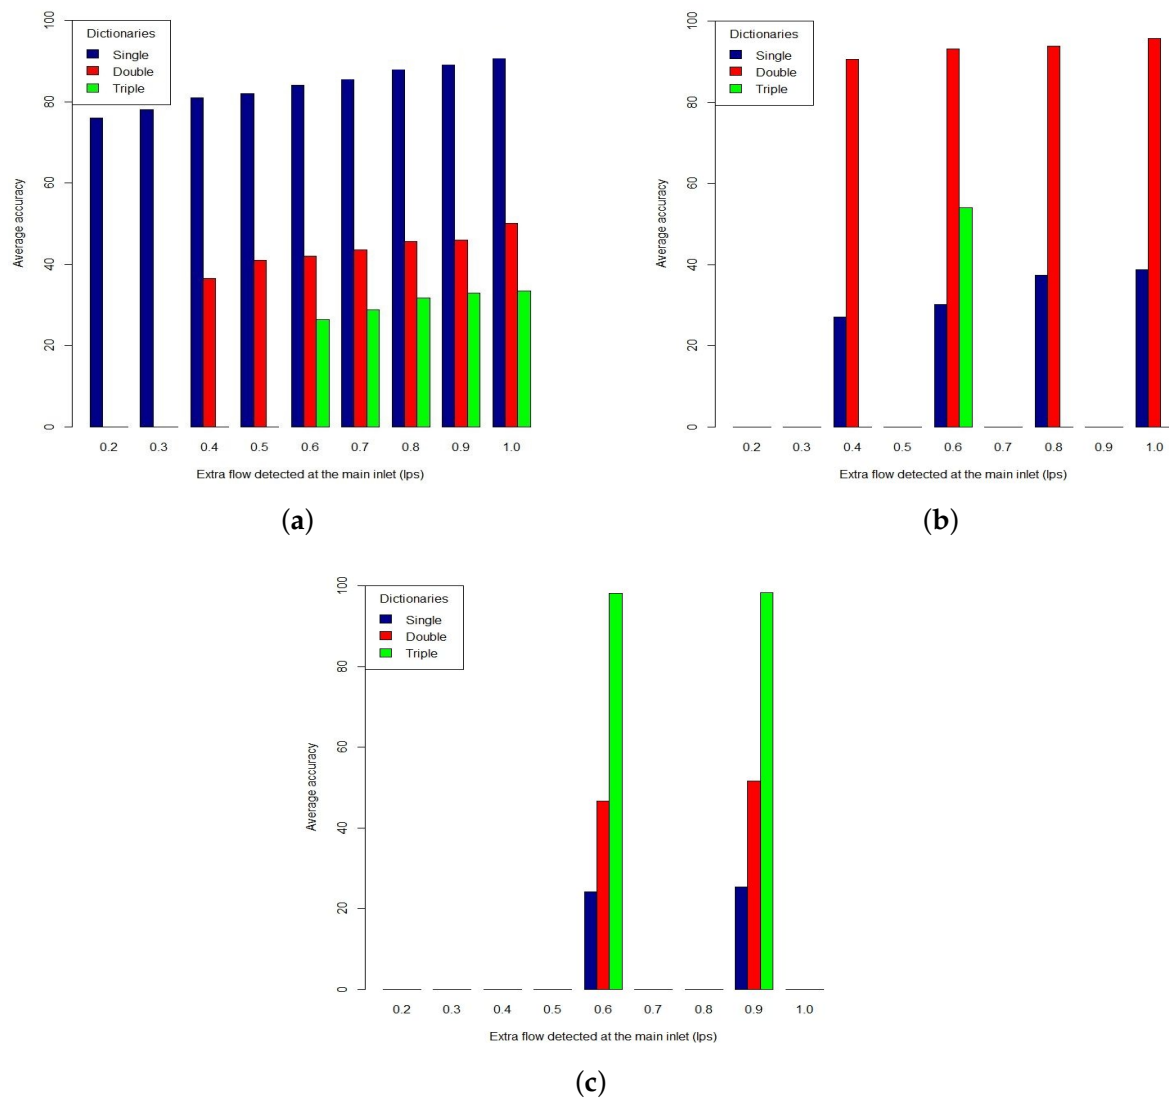 Dictionaries
Single
Double
Triple
100
80
60
40
20
0
Average accuracy
0.2 0.3 0.4 0.5 0.6 0.7 0.8 0.9 1.0
Extra flow detected at the main inlet (lps)
(a)
Dictionaries
Single
Double
Triple
100
80
60
40
20
0
Average accuracy
0.2 0.3 0.4 0.5 0.6 0.7 0.8 0.9 1.0
Extra flow detected at the main inlet (lps)
(b)
Dictionaries
Single
Double
Triple
100
80
60
40
20
0
Average accuracy
0.2 0.3 0.4 0.5 0.6 0.7 0.8 0.9 1.0
Extra flow detected at the main inlet (lps)
(c)